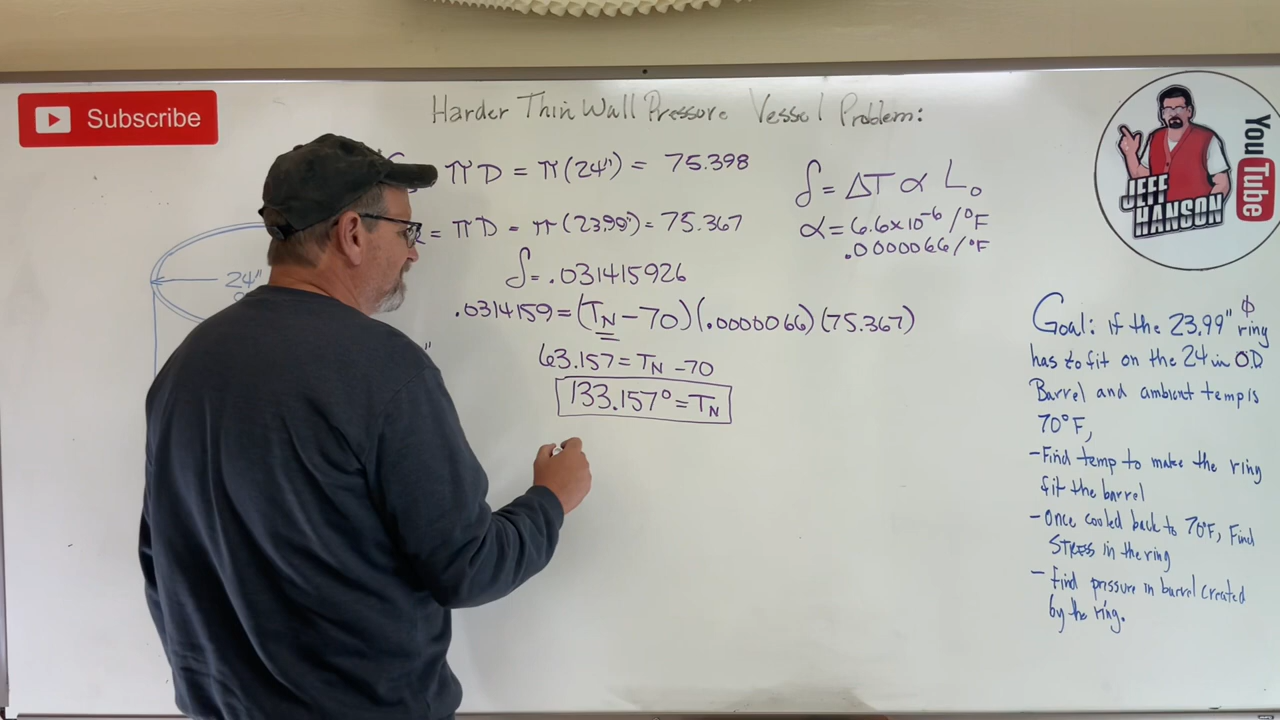 Subscribe
Harder Thin Wall Pressure Vessel Problem:
πD = π(24") = 75.398
= πD = π(23.99") = 75.367
δ = .031415926
.0314159 = (TN - 70)(.0000066)(75.367)
63.157 = TN - 70
133.157° = TN
δ = ΔT α L₀
α = 6.6x10⁻⁶ /°F
.0000066/°F
24"
YouTube
JEFF
HANSON
Goal: if the 23.99" ϕ ring
has to fit on the 24 in O.D
Barrel and ambient temp is
70°F,
- Find temp to make the ring
fit the barrel
- Once cooled back to 70°F, Find
STRESS in the ring
- Find pressure in barrel created
by the ring.